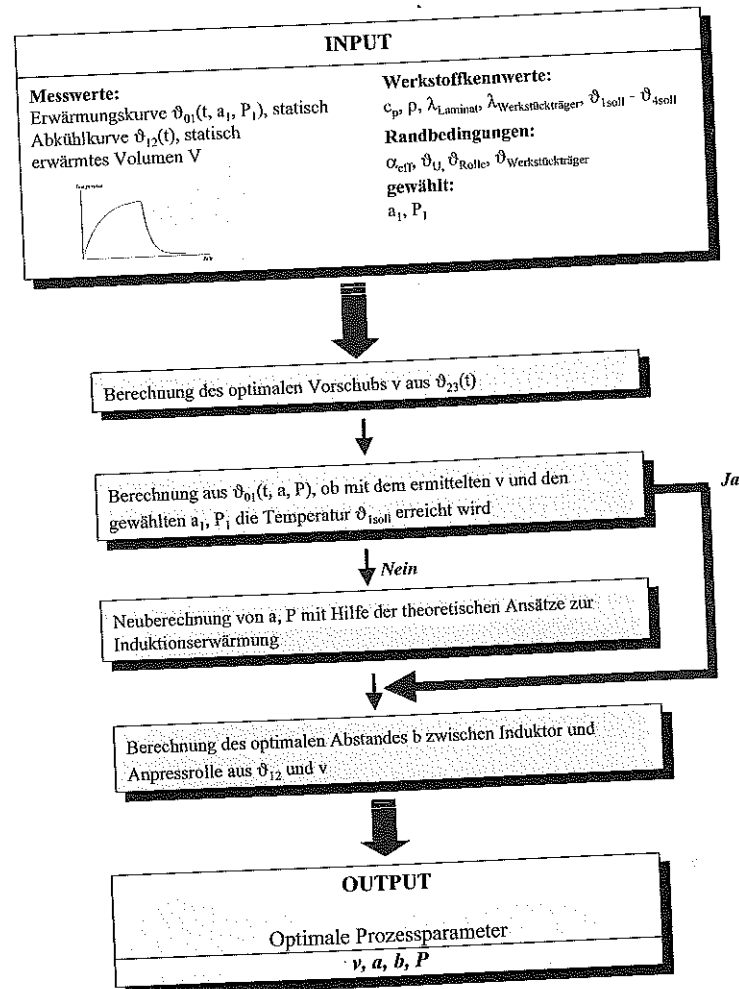 INPUT
Messwerte:
Erwärmungskurve ϑ01(t, a1, P1), statisch
Abkühlkurve ϑ12(t), statisch
erwärmtes Volumen V
Werkstoffkennwerte:
cp, ρ, λLaminat, λWerkstückträger, ϑ1soll - ϑ4soll
Randbedingungen:
αeff, ϑU, ϑRolle, ϑWerkstückträger
gewählt:
a1, P1
Berechnung des optimalen Vorschubs v aus ϑ23(t)
Berechnung aus ϑ01(t, a, P), ob mit dem ermittelten v und den
gewählten a1, P1 die Temperatur ϑ1soll erreicht wird
Ja
Nein
Neuberechnung von a, P mit Hilfe der theoretischen Ansätze zur
Induktionserwärmung
Berechnung des optimalen Abstandes b zwischen Induktor und
Anpressrolle aus ϑ12 und v
OUTPUT
Optimale Prozessparameter
v, a, b, P